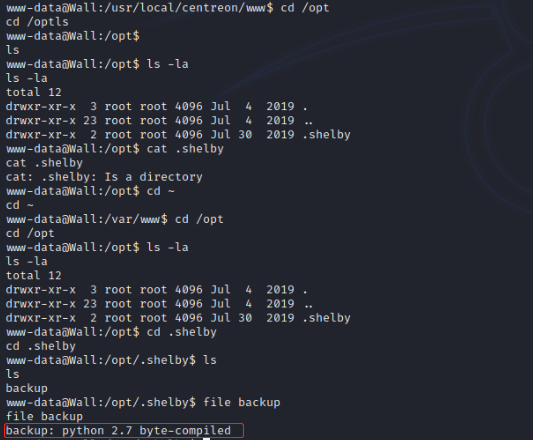 www-data@Wall:/usr/local/centreon/www$ cd /opt
cd /optls
www-data@Wall:/opt$
ls
www-data@Wall:/opt$ ls -la
ls -la
total 12
drwxr-xr-x  3 root root 4096 Jul  4  2019 .
drwxr-xr-x 23 root root 4096 Jul  4  2019 ..
drwxr-xr-x  2 root root 4096 Jul 30  2019 .shelby
www-data@Wall:/opt$ cat .shelby
cat .shelby
cat: .shelby: Is a directory
www-data@Wall:/opt$ cd ~
cd ~
www-data@Wall:/var/www$ cd /opt
cd /opt
www-data@Wall:/opt$ ls -la
ls -la
total 12
drwxr-xr-x  3 root root 4096 Jul  4  2019 .
drwxr-xr-x 23 root root 4096 Jul  4  2019 ..
drwxr-xr-x  2 root root 4096 Jul 30  2019 .shelby
www-data@Wall:/opt$ cd .shelby
cd .shelby
www-data@Wall:/opt/.shelby$ ls
ls
backup
www-data@Wall:/opt/.shelby$ file backup
file backup
backup: python 2.7 byte-compiled